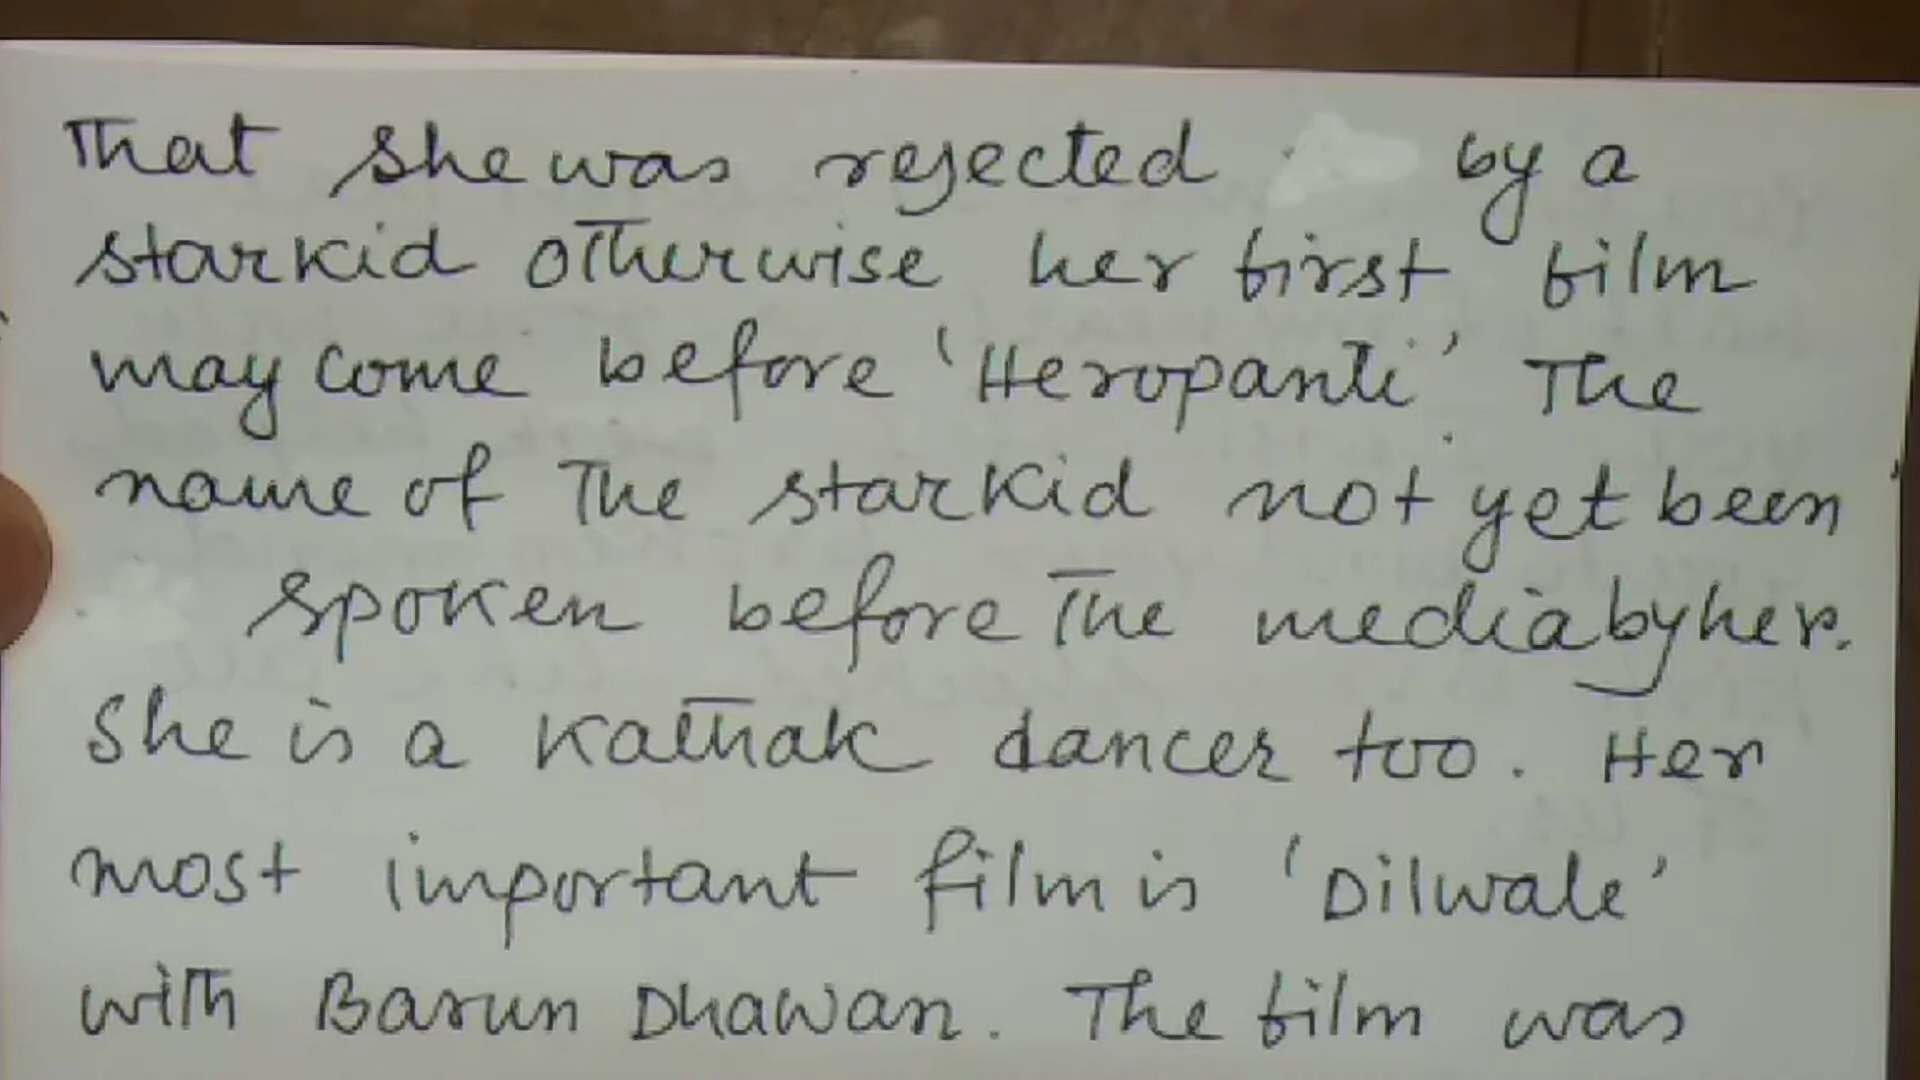 That she was rejected by a
starkid otherwise her first film
may come before 'Heropanti'. The
name of The starkid not yet been
spoken before The media by her.
She is a Kathak dancer too. Her
most important film is 'Dilwale'
with Barun Dhawan. The film was